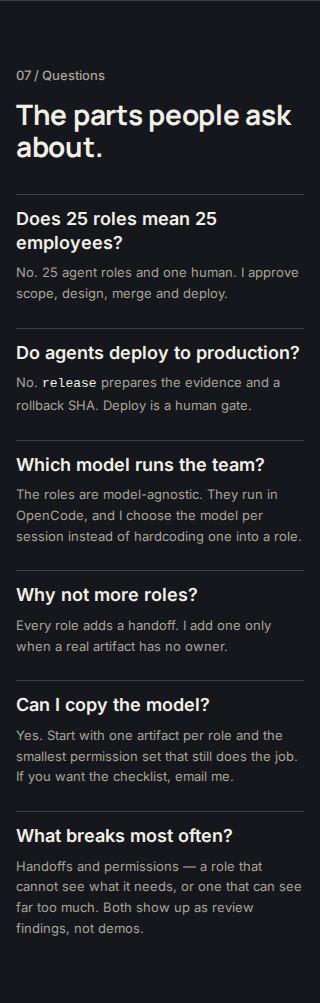 07 / Questions
The parts people ask
about.
Does 25 roles mean 25
employees?
No. 25 agent roles and one human. I approve
scope, design, merge and deploy.
Do agents deploy to production?
No. release prepares the evidence and a
rollback SHA. Deploy is a human gate.
Which model runs the team?
The roles are model-agnostic. They run in
OpenCode, and I choose the model per
session instead of hardcoding one into a role.
Why not more roles?
Every role adds a handoff. I add one only
when a real artifact has no owner.
Can I copy the model?
Yes. Start with one artifact per role and the
smallest permission set that still does the job.
If you want the checklist, email me.
What breaks most often?
Handoffs and permissions — a role that
cannot see what it needs, or one that can see
far too much. Both show up as review
findings, not demos.